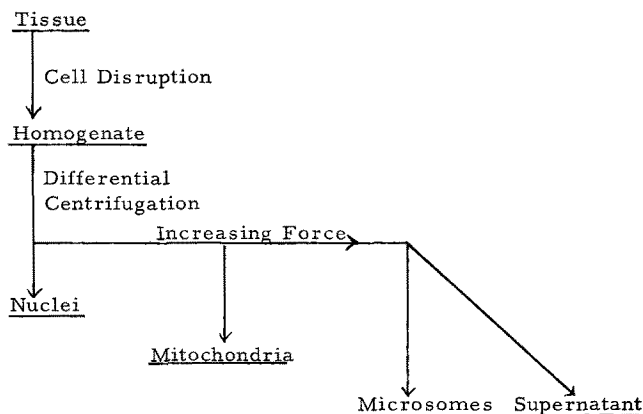 Tissue
Cell Disruption
Homogenate
Differential
Centrifugation
Increasing Force
Nuclei
Mitochondria
Microsomes Supernatant